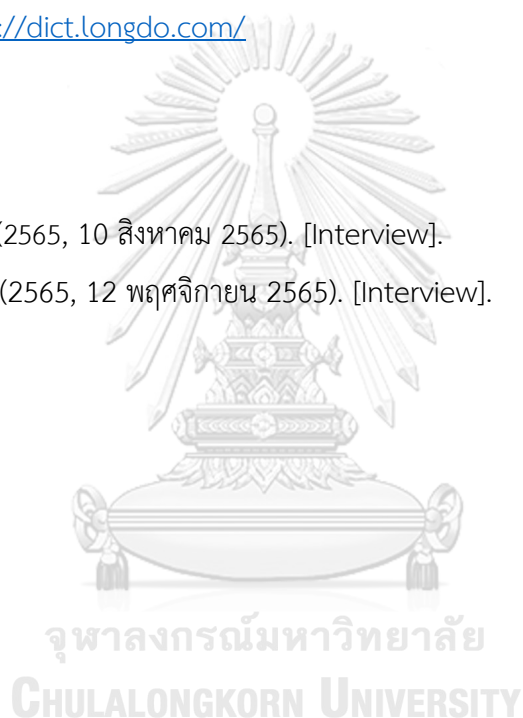 ://dict.longdo.com/
(2565, 10 สิงหาคม 2565). [Interview].
(2565, 12 พฤศจิกายน 2565). [Interview].
จุฬาลงกรณ์มหาวิทยาลัย
CHULALONGKORN UNIVERSITY